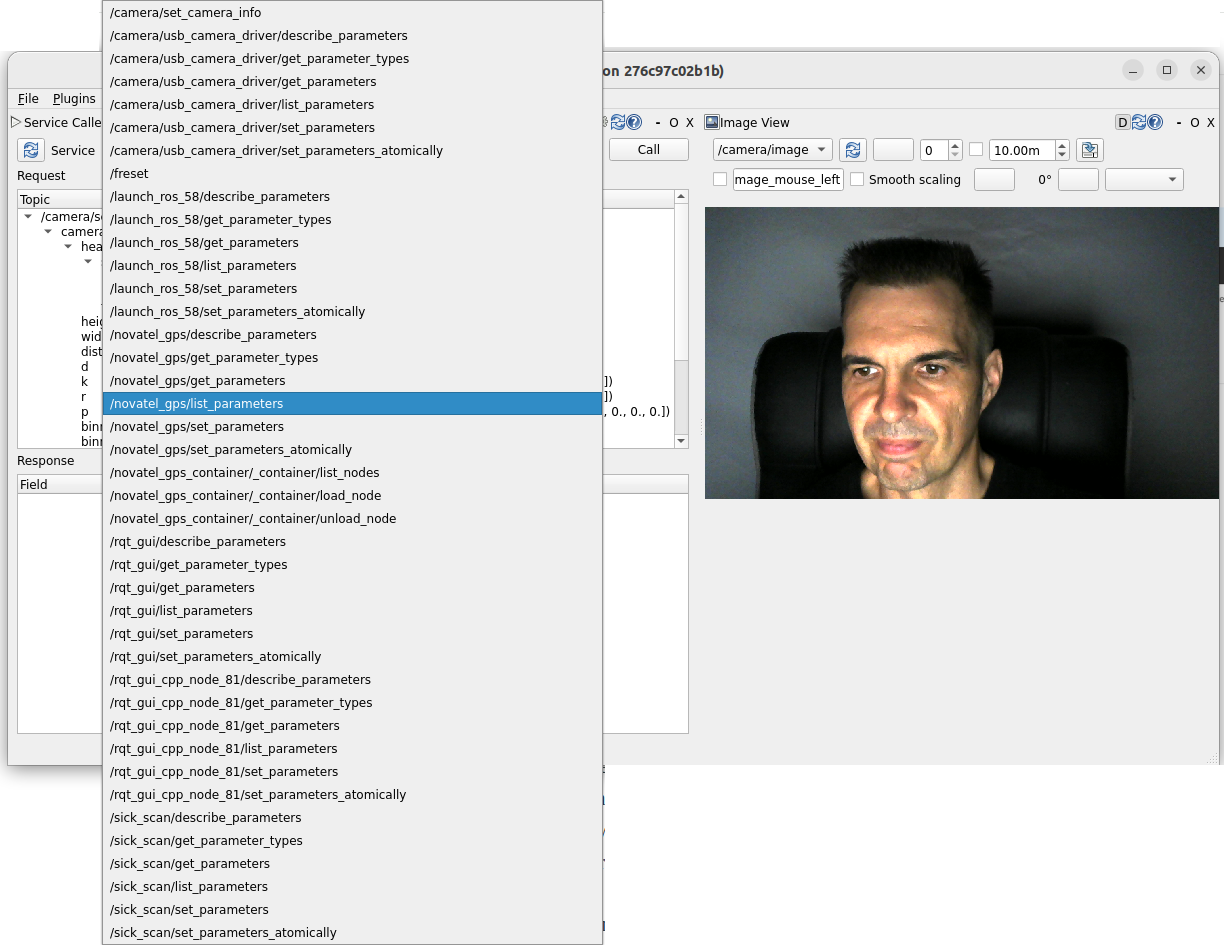 /camera/set_camera_info
/camera/usb_camera_driver/describe_parameters
/camera/usb_camera_driver/get_parameter_types
/camera/usb_camera_driver/get_parameters
/camera/usb_camera_driver/list_parameters
/camera/usb_camera_driver/set_parameters
/camera/usb_camera_driver/set_parameters_atomically
/freset
/launch_ros_58/describe_parameters
/launch_ros_58/get_parameter_types
/launch_ros_58/get_parameters
/launch_ros_58/list_parameters
/launch_ros_58/set_parameters
/launch_ros_58/set_parameters_atomically
/novatel_gps/describe_parameters
/novatel_gps/get_parameter_types
/novatel_gps/get_parameters
/novatel_gps/list_parameters
/novatel_gps/set_parameters
/novatel_gps/set_parameters_atomically
/novatel_gps_container/_container/list_nodes
/novatel_gps_container/_container/load_node
/novatel_gps_container/_container/unload_node
/rqt_gui/describe_parameters
/rqt_gui/get_parameter_types
/rqt_gui/get_parameters
/rqt_gui/list_parameters
/rqt_gui/set_parameters
/rqt_gui/set_parameters_atomically
/rqt_gui_cpp_node_81/describe_parameters
/rqt_gui_cpp_node_81/get_parameter_types
/rqt_gui_cpp_node_81/get_parameters
/rqt_gui_cpp_node_81/list_parameters
/rqt_gui_cpp_node_81/set_parameters
/rqt_gui_cpp_node_81/set_parameters_atomically
/sick_scan/describe_parameters
/sick_scan/get_parameter_types
/sick_scan/get_parameters
/sick_scan/list_parameters
/sick_scan/set_parameters
/sick_scan/set_parameters_atomically
on 276c97c02b1b)
File Plugins
Service Calle
- O X
Service
Call
Request
Topic
/camera/se
camera
hea
heig
wid
dist
d
k ])
r ])
p , 0., 0., 0.])
binn
binn
Response
Field
Image View
D - O X
/camera/image 0 10.00m
mage_mouse_left Smooth scaling 0°